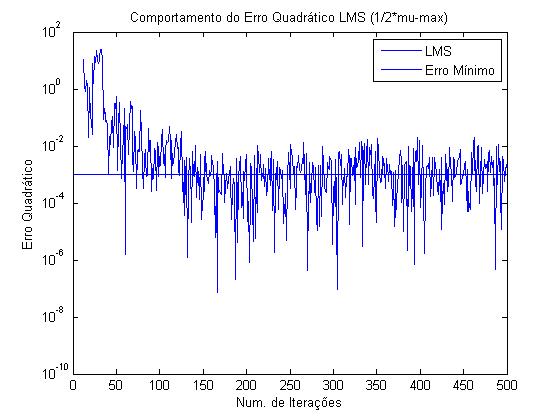 Comportamento do Erro Quadrático LMS (1/2*mu-max)
LMS
Erro Mínimo
Erro Quadrático
10^2
10^0
10^-2
10^-4
10^-6
10^-8
10^-10
0 50 100 150 200 250 300 350 400 450 500
Num. de Iterações